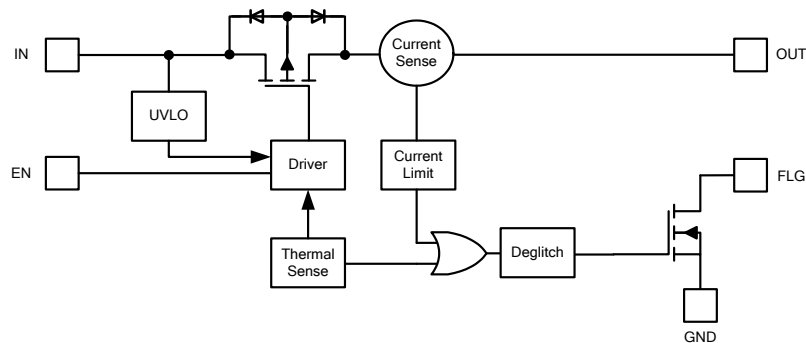 IN
Current
Sense
OUT
UVLO
EN
Driver
Current
Limit
FLG
Thermal
Sense
Deglitch
GND